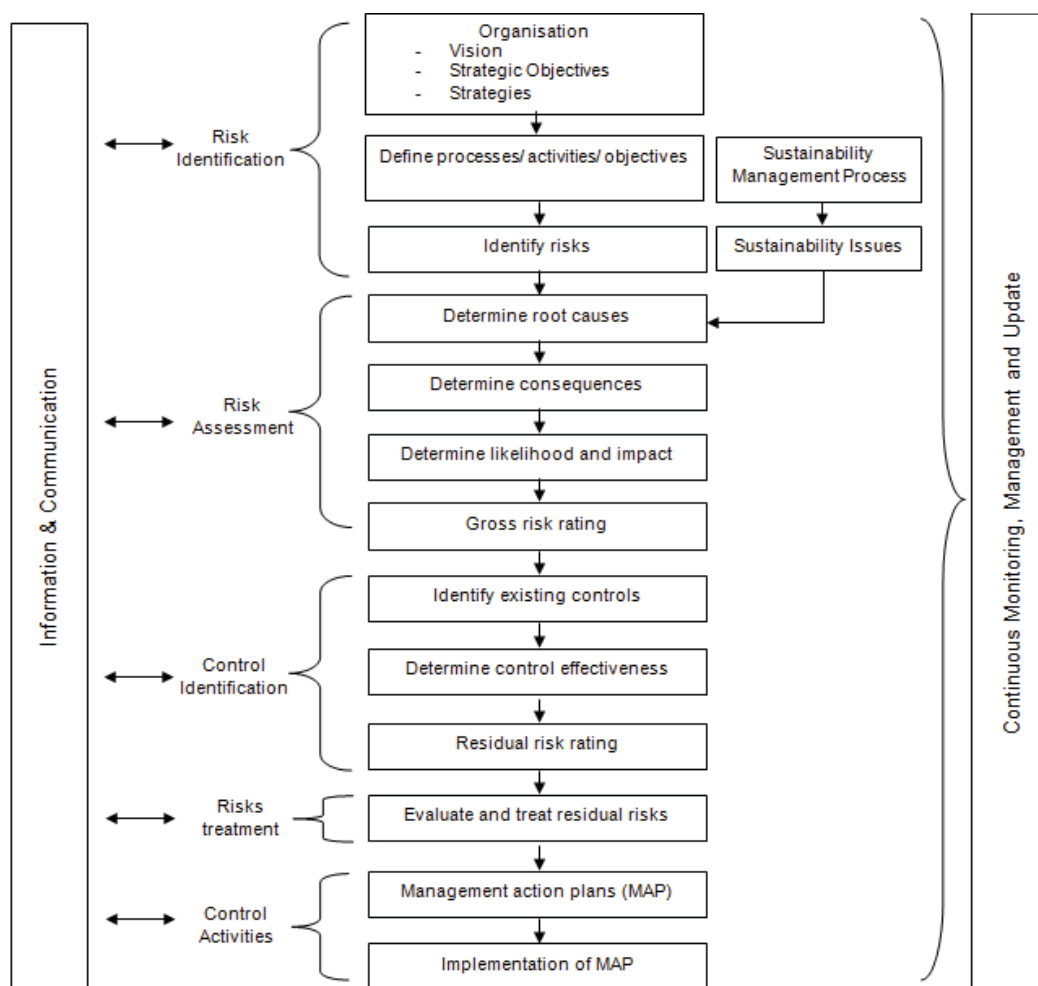 Information & Communication
Risk
Identification
Organisation
- Vision
- Strategic Objectives
- Strategies
Define processes/ activities/ objectives
Identify risks
Sustainability
Management Process
Sustainability Issues
Risk
Assessment
Determine root causes
Determine consequences
Determine likelihood and impact
Gross risk rating
Control
Identification
Identify existing controls
Determine control effectiveness
Residual risk rating
Risks
treatment
Evaluate and treat residual risks
Control
Activities
Management action plans (MAP)
Implementation of MAP
Continuous Monitoring, Management and Update